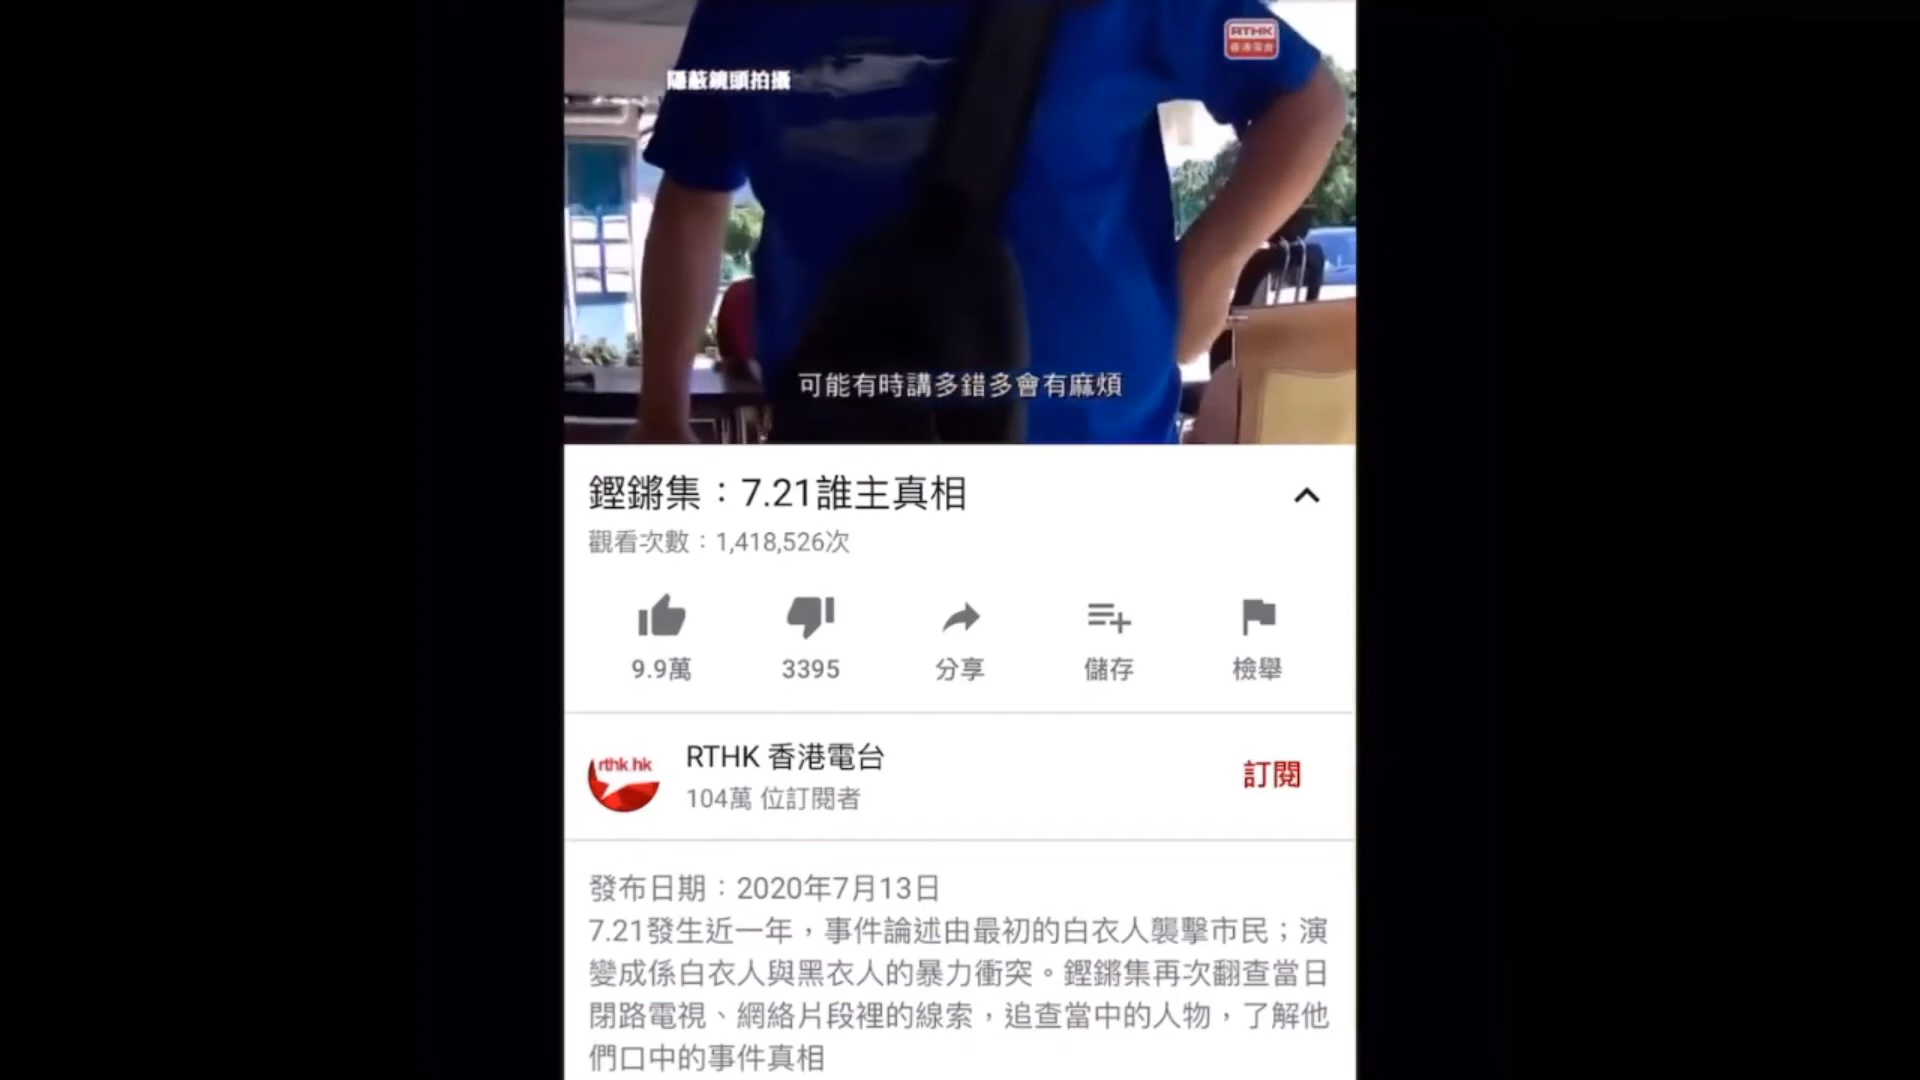 RTHK
香港電台
隱蔽鏡頭拍攝
可能有時講多錯多會有麻煩
鏗鏘集：7.21誰主真相
觀看次數：1,418,526次
9.9萬
3395
分享
儲存
檢舉
rthk.hk
RTHK 香港電台
104萬 位訂閱者
訂閱
發布日期：2020年7月13日
7.21發生近一年，事件論述由最初的白衣人襲擊市民；演
變成係白衣人與黑衣人的暴力衝突。鏗鏘集再次翻查當日
閉路電視、網絡片段裡的線索，追查當中的人物，了解他
們口中的事件真相